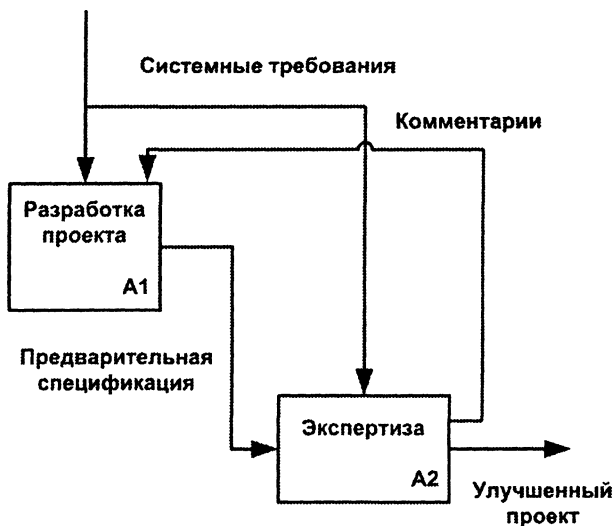 Системные требования
Комментарии
Разработка
проекта
A1
Предварительная
спецификация
Экспертиза
A2
Улучшенный
проект